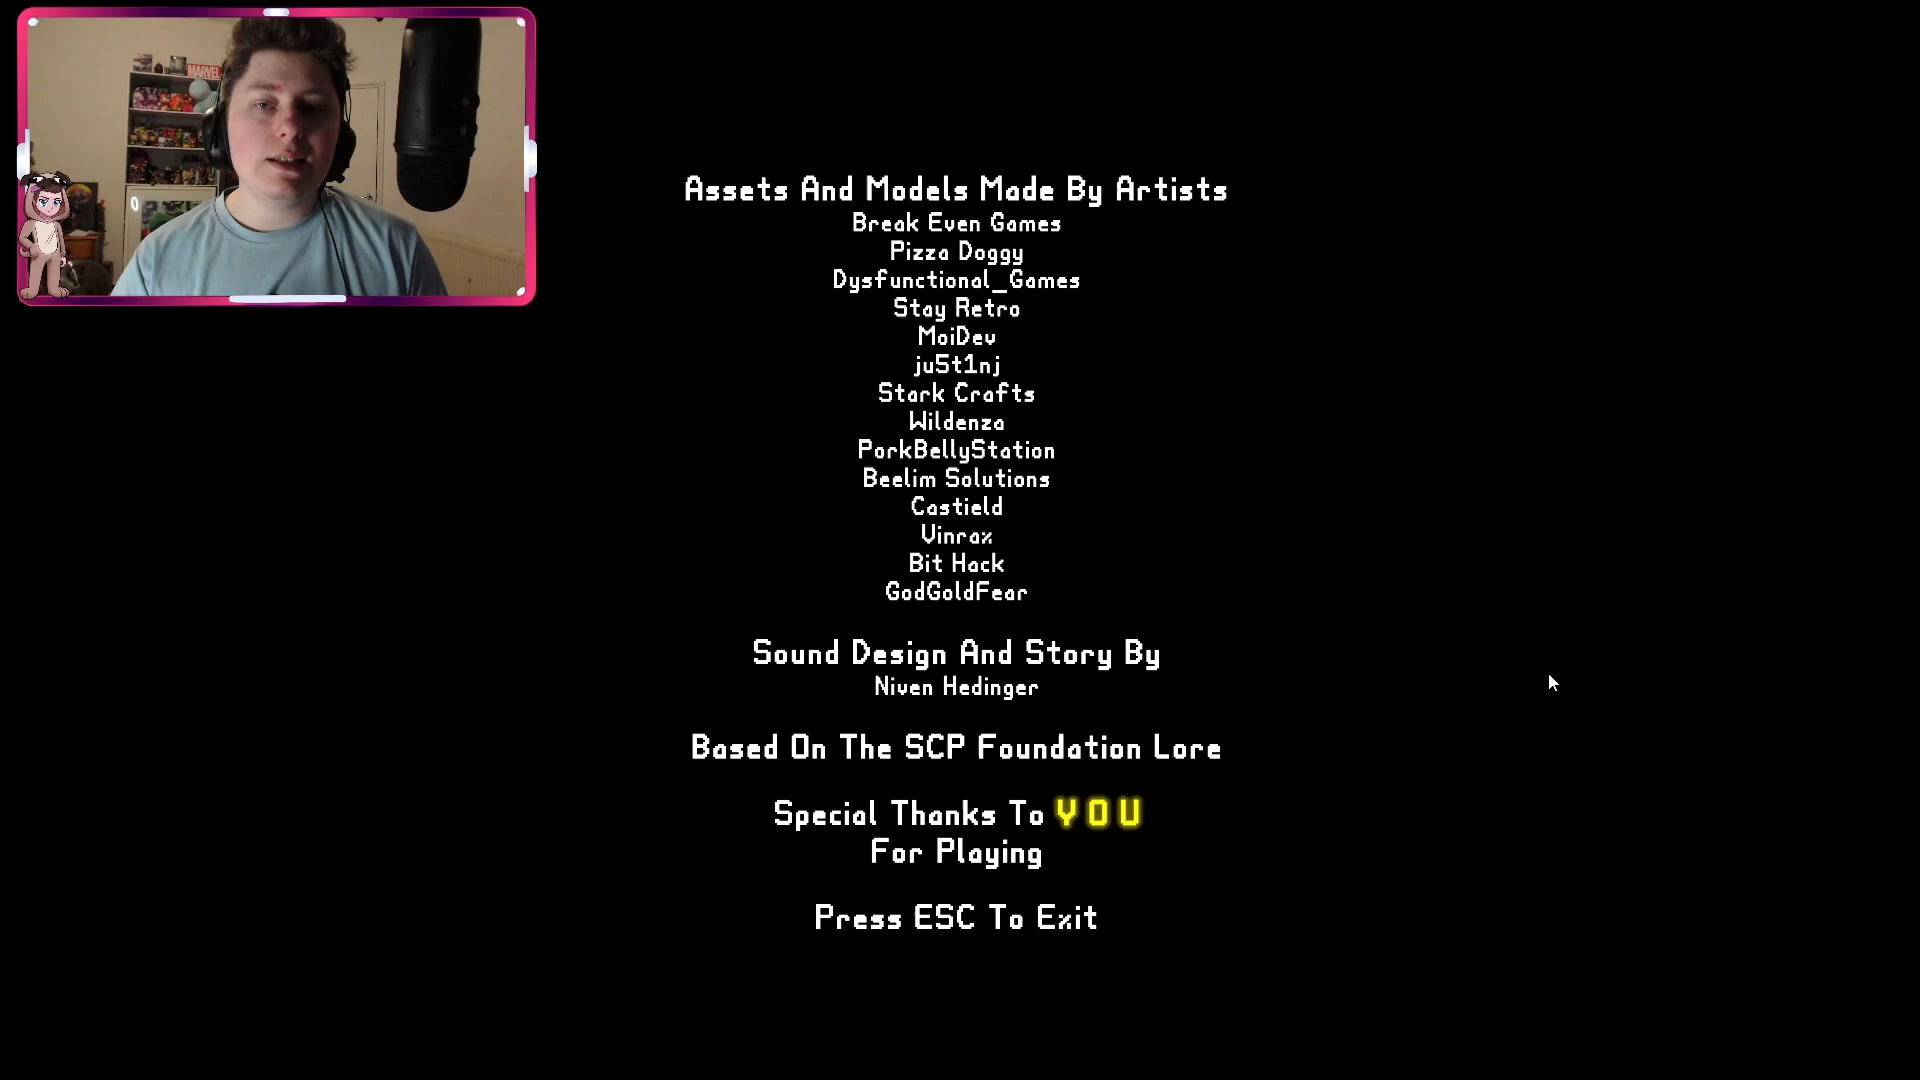 MARVEL
Assets And Models Made By Artists
Break Even Games
Pizza Doggy
Dysfunctional_Games
Stay Retro
MoiDev
ju5t1nj
Stark Crafts
Wildenza
PorkBellyStation
Beelim Solutions
Castield
Vinrax
Bit Hack
GodGoldFear
Sound Design And Story By
Niven Hedinger
Based On The SCP Foundation Lore
Special Thanks To YOU
For Playing
Press ESC To Exit